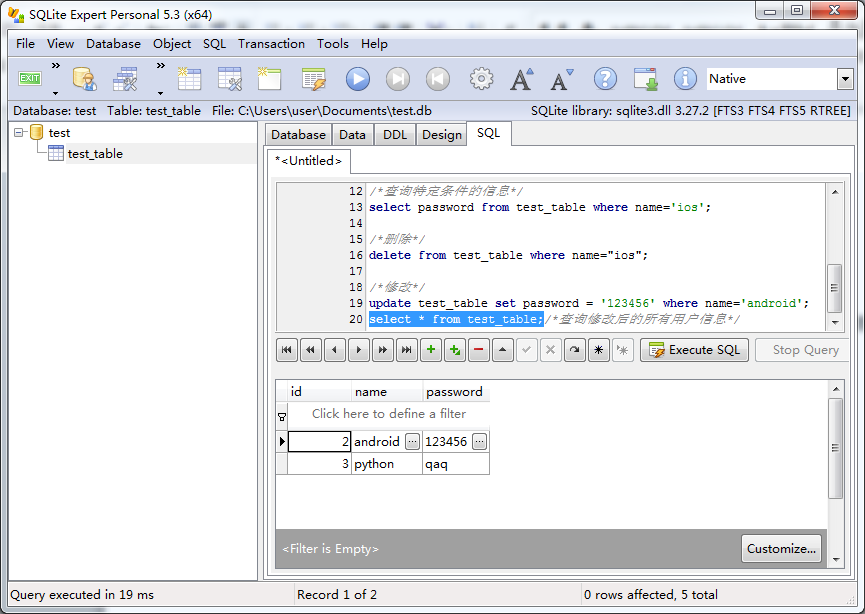 SQLite Expert Personal 5.3 (x64)
File View Database Object SQL Transaction Tools Help
EXIT
Native
Database: test Table: test_table File: C:\Users\user\Documents\test.db SQLite library: sqlite3.dll 3.27.2 [FTS3 FTS4 FTS5 RTREE]
test
test_table
Database Data DDL Design SQL
*<Untitled>
12 /*查询特定条件的信息*/
13 select password from test_table where name='ios';
14
15 /*删除*/
16 delete from test_table where name="ios";
17
18 /*修改*/
19 update test_table set password = '123456' where name='android';
20 select * from test_table;/*查询修改后的所有用户信息*/
Execute SQL Stop Query
id name password
Click here to define a filter
2 android ... 123456 ...
3 python qaq
<Filter is Empty> Customize...
Query executed in 19 ms Record 1 of 2 0 rows affected, 5 total